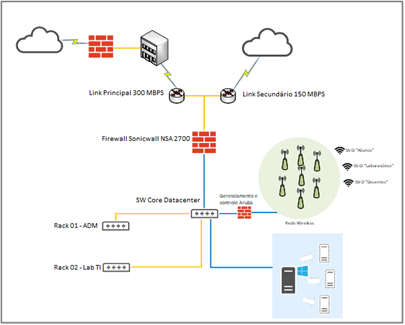 Link Principal 300 MBPS
Link Secundário 150 MBPS
Firewall Sonicwall NSA 2700
SSID "Alunos"
SSID "Laboratórios"
SSID "Docentes"
SW Core Datacenter
Gerenciamento e
controle Aruba
Rede Wireless
Rack 01 - ADM
Rack 02 - Lab TI